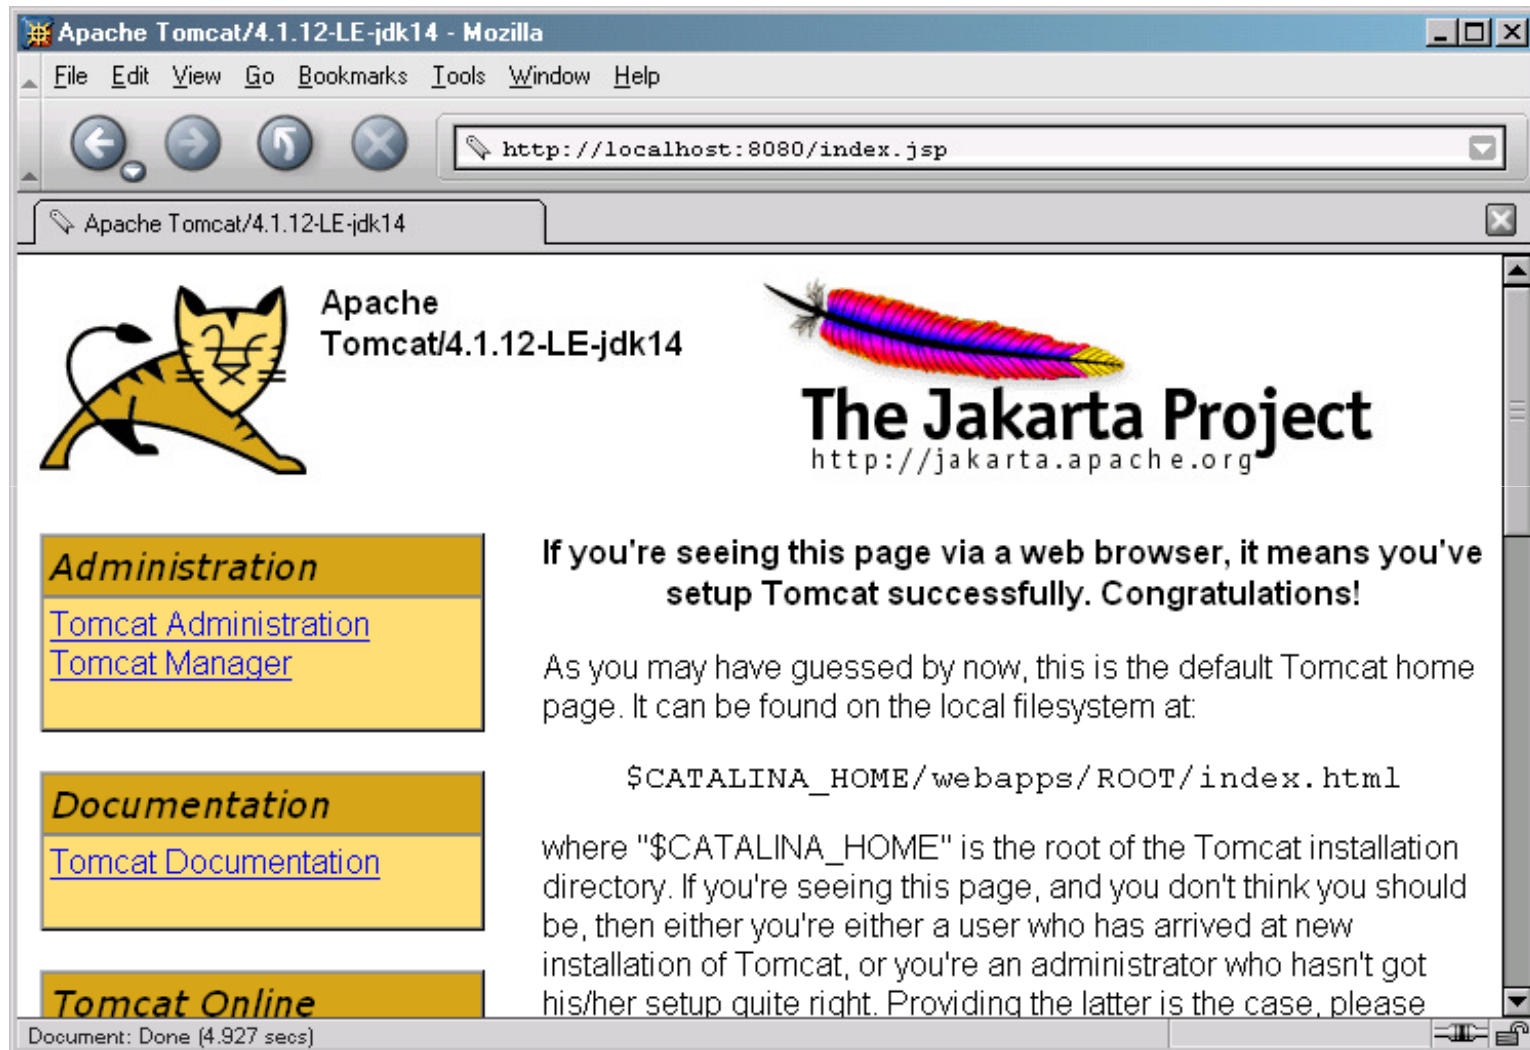 Apache Tomcat/4.1.12-LE-jdk14 - Mozilla
File Edit View Go Bookmarks Tools Window Help
http://localhost:8080/index.jsp
Apache Tomcat/4.1.12-LE-jdk14
Apache
Tomcat/4.1.12-LE-jdk14
The Jakarta Project
http://jakarta.apache.org
Administration
Tomcat Administration
Tomcat Manager
Documentation
Tomcat Documentation
Tomcat Online
If you're seeing this page via a web browser, it means you've
setup Tomcat successfully. Congratulations!
As you may have guessed by now, this is the default Tomcat home
page. It can be found on the local filesystem at:
$CATALINA_HOME/webapps/ROOT/index.html
where "$CATALINA_HOME" is the root of the Tomcat installation
directory. If you're seeing this page, and you don't think you should
be, then either you're either a user who has arrived at new
installation of Tomcat, or you're an administrator who hasn't got
his/her setup quite right. Providing the latter is the case, please
Document: Done (4.927 secs)